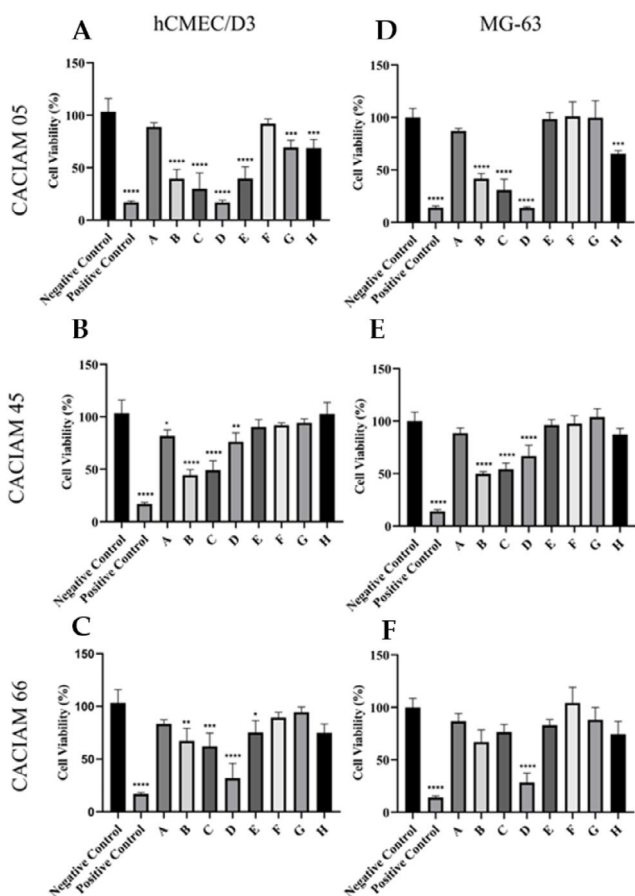 hCMEC/D3
MG-63
CACIAM 05
A
Cell Viability (%)
150
100
50
0
****
****
****
****
****
***
***
Negative Control
Positive Control
A
B
C
D
E
F
G
H
D
Cell Viability (%)
150
100
50
0
****
****
****
****
***
Negative Control
Positive Control
A
B
C
D
E
F
G
H
CACIAM 45
B
Cell Viability (%)
150
100
50
0
****
*
****
****
**
Negative Control
Positive Control
A
B
C
D
E
F
G
H
E
Cell Viability (%)
150
100
50
0
****
****
****
****
Negative Control
Positive Control
A
B
C
D
E
F
G
H
CACIAM 66
C
Cell Viability (%)
150
100
50
0
****
**
***
****
*
Negative Control
Positive Control
A
B
C
D
E
F
G
H
F
Cell Viability (%)
150
100
50
0
****
****
Negative Control
Positive Control
A
B
C
D
E
F
G
H